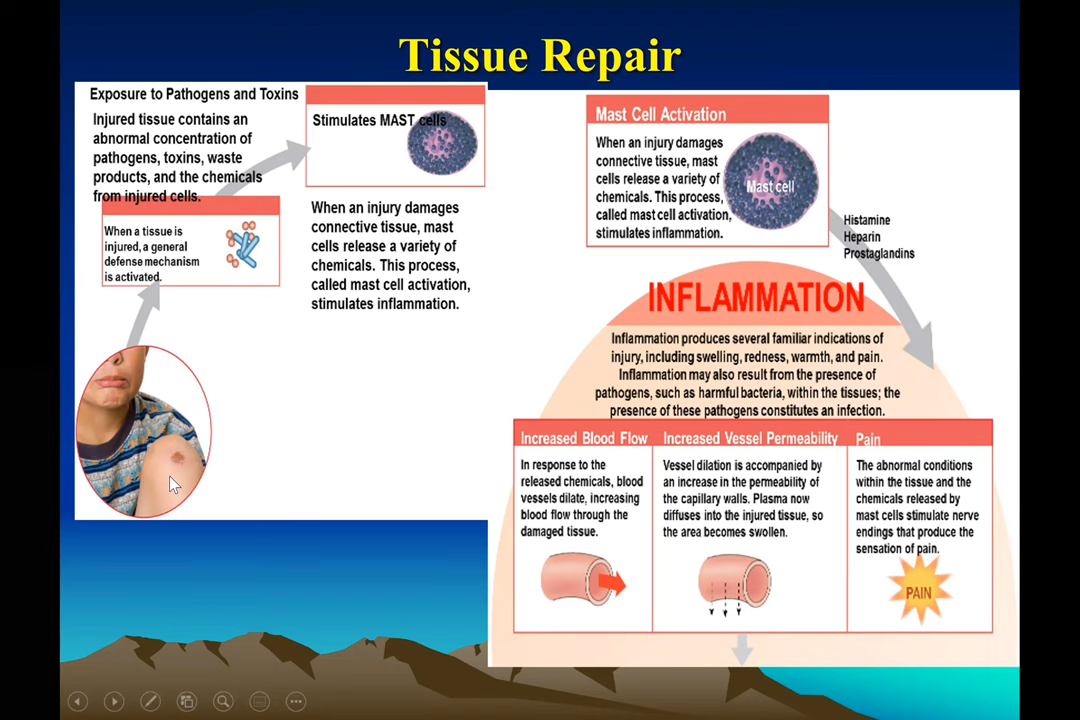 Tissue Repair
Exposure to Pathogens and Toxins
Injured tissue contains an
abnormal concentration of
pathogens, toxins, waste
products, and the chemicals
from injured cells.
When a tissue is
injured, a general
defense mechanism
is activated.
Stimulates MAST cells
When an injury damages
connective tissue, mast
cells release a variety of
chemicals. This process,
called mast cell activation,
stimulates inflammation.
Mast Cell Activation
When an injury damages
connective tissue, mast
cells release a variety of
chemicals. This process,
called mast cell activation,
stimulates inflammation.
Mast cell
Histamine
Heparin
Prostaglandins
INFLAMMATION
Inflammation produces several familiar indications of
injury, including swelling, redness, warmth, and pain.
Inflammation may also result from the presence of
pathogens, such as harmful bacteria, within the tissues; the
presence of these pathogens constitutes an infection.
Increased Blood Flow
In response to the
released chemicals, blood
vessels dilate, increasing
blood flow through the
damaged tissue.
Increased Vessel Permeability
Vessel dilation is accompanied by
an increase in the permeability of
the capillary walls. Plasma now
diffuses into the injured tissue, so
the area becomes swollen.
Pain
The abnormal conditions
within the tissue and the
chemicals released by
mast cells stimulate nerve
endings that produce the
sensation of pain.
PAIN